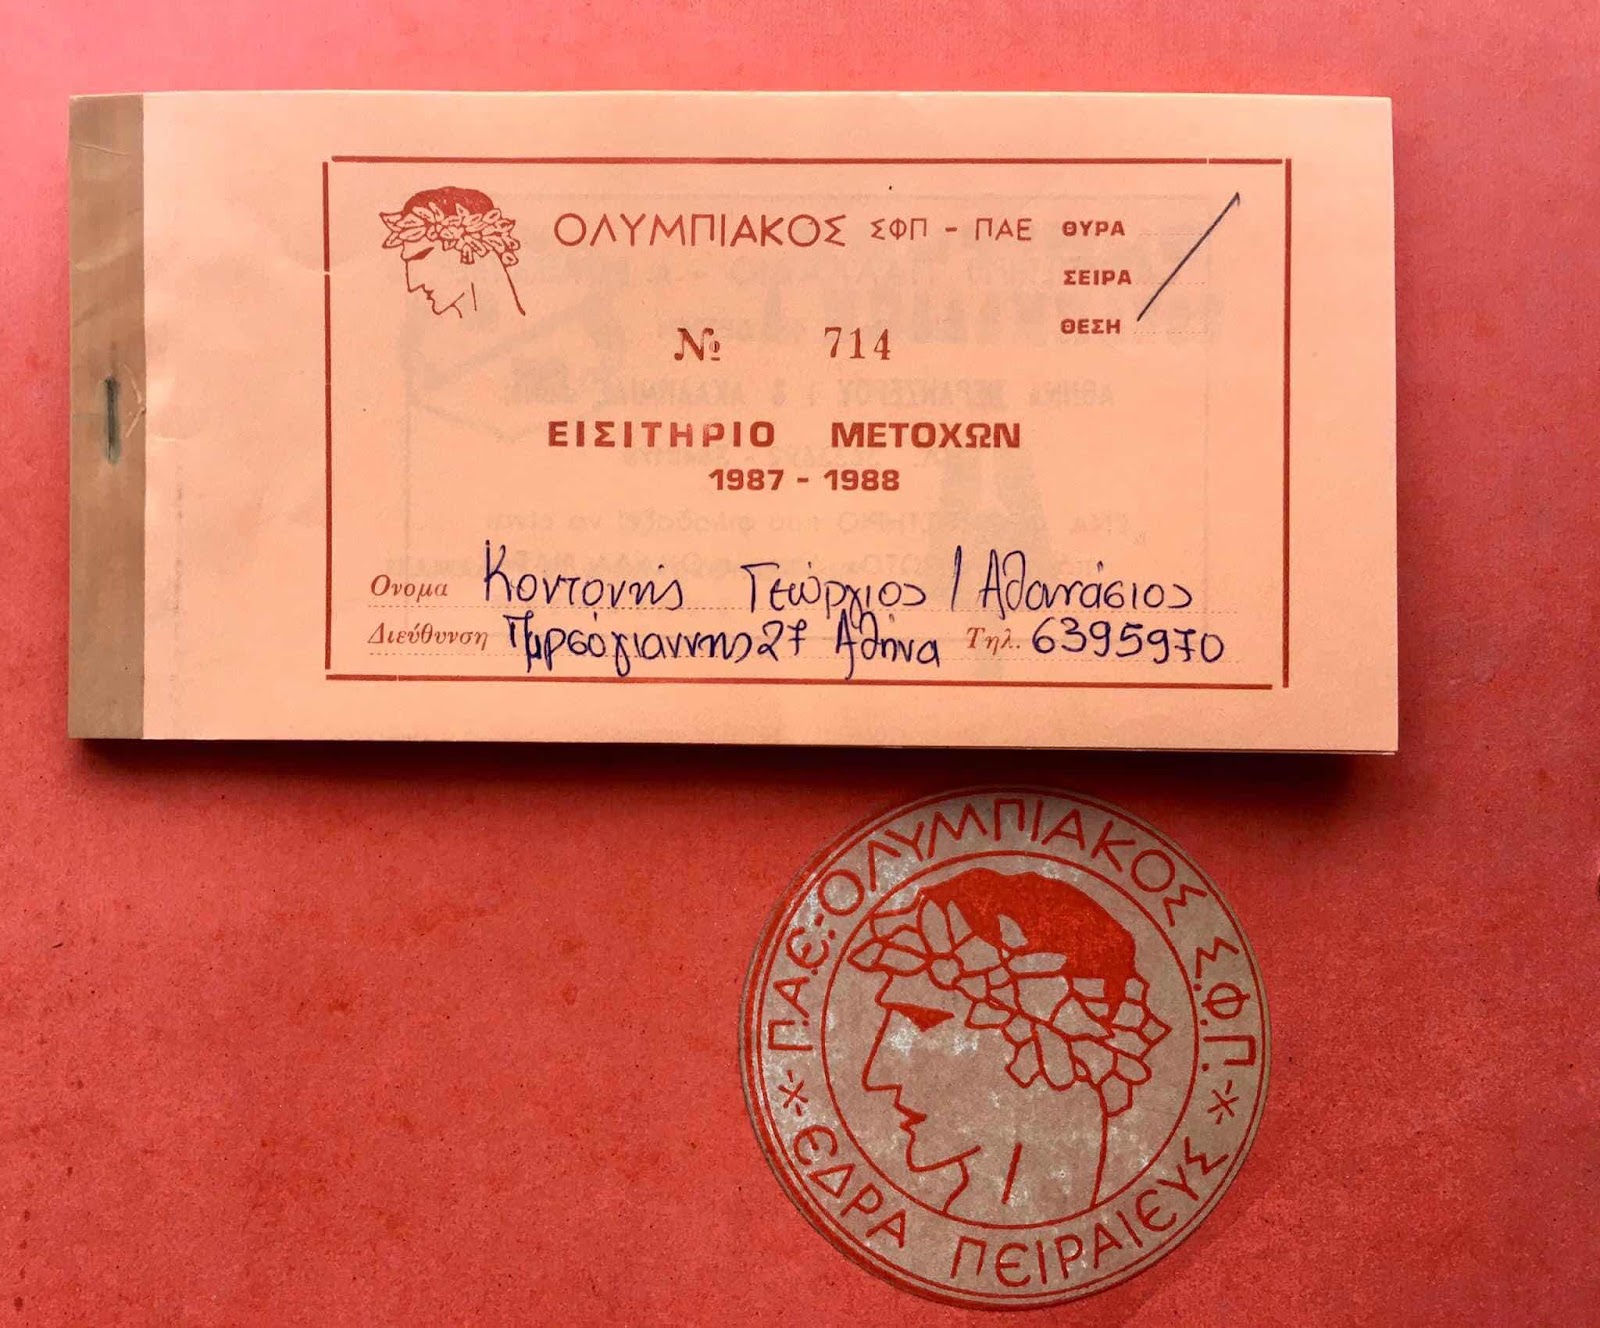 ΟΛΥΜΠΙΑΚΟΣ ΣΦΠ - ΠΑΕ
ΘΥΡΑ
ΣΕΙΡΑ
ΘΕΣΗ
№ 714
ΕΙΣΙΤΗΡΙΟ ΜΕΤΟΧΩΝ
1987 - 1988
Ονομα Κοντονής Γεώργιος / Αθανάσιος
Διεύθυνση 27 Αθήνα Τηλ. 6395970
Π.Α.Ε.-ΟΛΥΜΠΙΑΚΟΣ Σ.Φ.Π.
* ΕΔΡΑ ΠΕΙΡΑΙΕΥΣ *